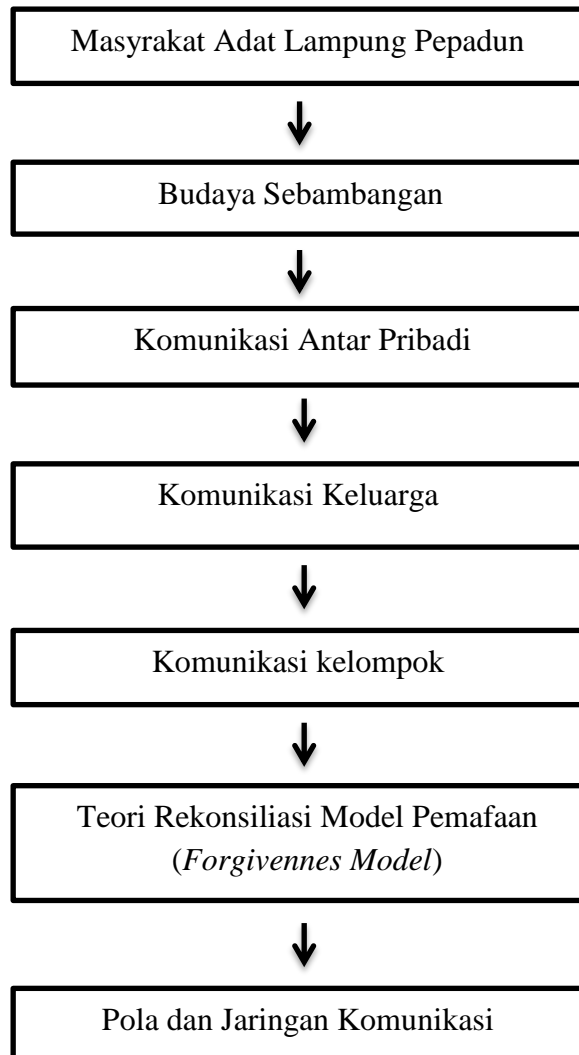 Masyrakat Adat Lampung Pepadun
Budaya Sebambangan
Komunikasi Antar Pribadi
Komunikasi Keluarga
Komunikasi kelompok
Teori Rekonsiliasi Model Pemafaan
(Forgivennes Model)
Pola dan Jaringan Komunikasi